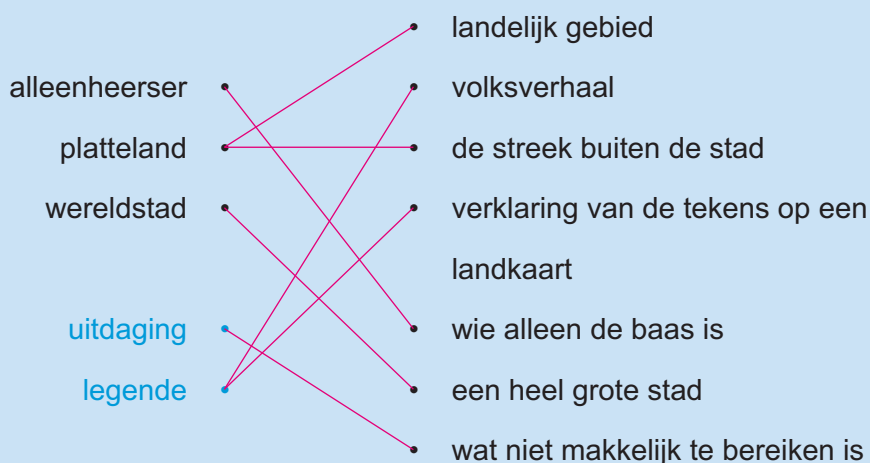 landelijk gebied
alleenheerser
volksverhaal
platteland
de streek buiten de stad
wereldstad
verklaring van de tekens op een
landkaart
uitdaging
wie alleen de baas is
legende
een heel grote stad
wat niet makkelijk te bereiken is